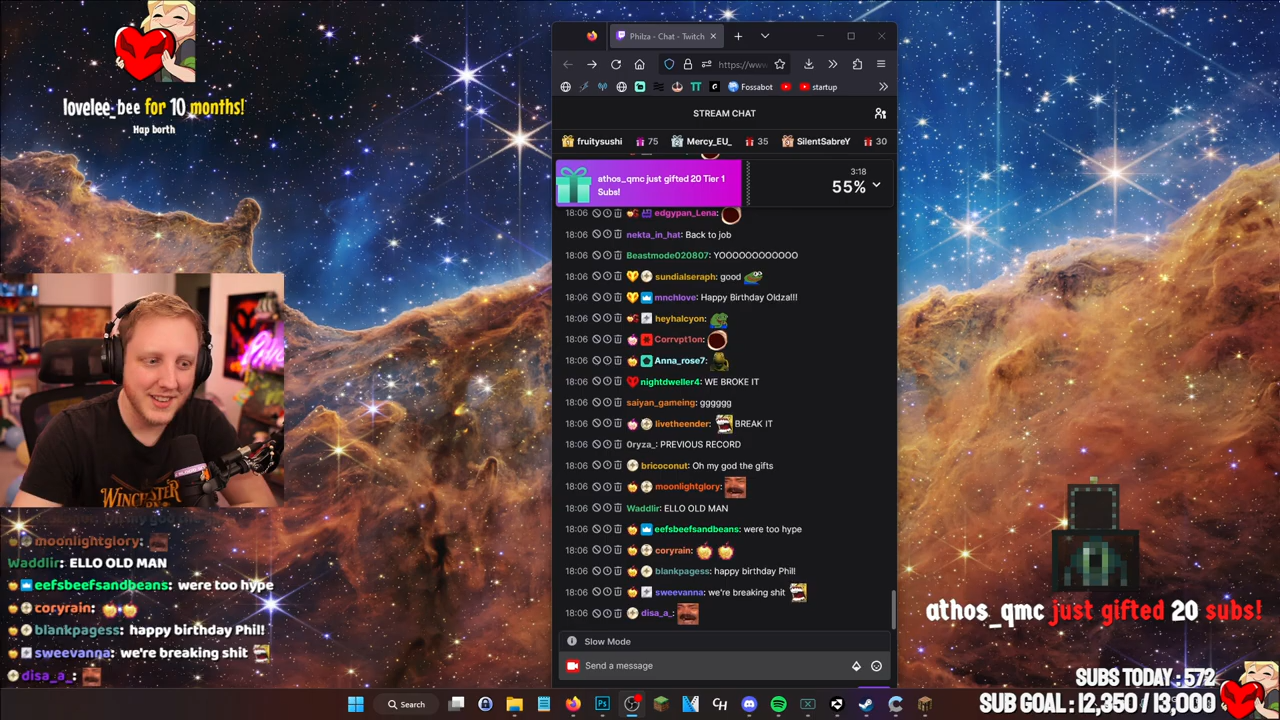 lovelee_bee for 10 months!
Hap borth
Philza - Chat - Twitch
https://www.
Fossabot
startup
STREAM CHAT
fruitysushi 75 Mercy_EU_ 35 SilentSabreY 30
athos_qmc just gifted 20 Tier 1
Subs!
3:18
55%
18:06 edgypan_Lena:
18:06 nekta_in_hat: Back to job
18:06 Beastmode020807: YOOOOOOOOOOOO
18:06 sundialseraph: good
18:06 mnchlove: Happy Birthday Oldza!!!
18:06 heyhalcyon:
18:06 Corrvpt1on:
18:06 Anna_rose7:
18:06 nightdweller4: WE BROKE IT
18:06 saiyan_gameing: gggggg
18:06 livetheender: BREAK IT
18:06 0ryza_: PREVIOUS RECORD
18:06 bricoconut: Oh my god the gifts
18:06 moonlightglory:
18:06 Waddlir: ELLO OLD MAN
18:06 eefsbeefsandbeans: were too hype
18:06 coryrain:
18:06 blankpagess: happy birthday Phil!
18:06 sweevanna: we're breaking shit
18:06 disa_a_:
Slow Mode
Send a message
WINCHESTER
moonlightglory:
Waddlir: ELLO OLD MAN
eefsbeefsandbeans: were too hype
coryrain:
blankpagess: happy birthday Phil!
sweevanna: we're breaking shit
disa_a_:
athos_qmc just gifted 20 subs!
SUBS TODAY : 572
SUB GOAL : 12,350 / 13,000
Search